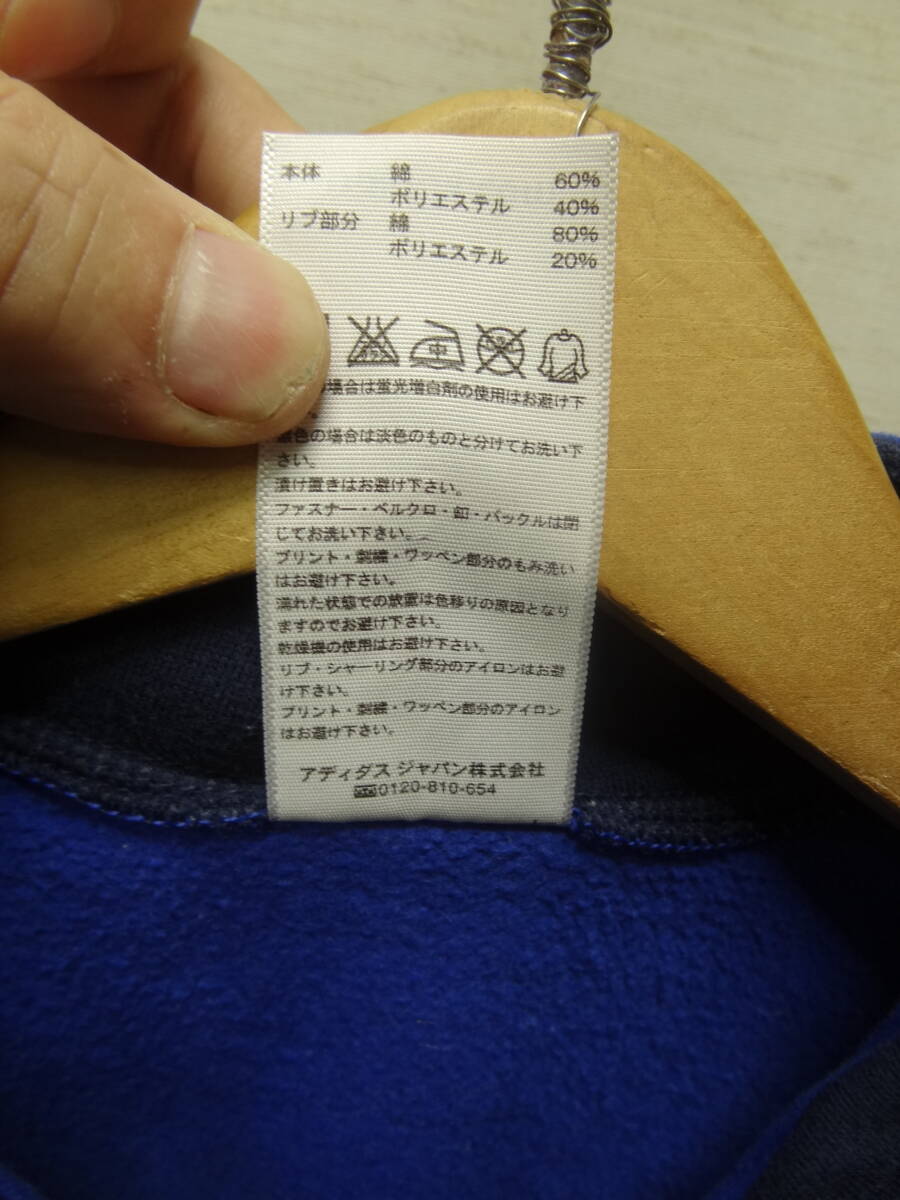 本体 綿 60%
ポリエステル 40%
リブ部分 綿 80%
ポリエステル 20%
中
場合は蛍光増白剤の使用はお避け下
。
色の場合は淡色のものと分けてお洗い下
さい。
漬け置きはお避け下さい。
ファスナー・ベルクロ・釦・バックルは閉
じてお洗い下さい。
プリント・刺繍・ワッペン部分のもみ洗い
はお避け下さい。
濡れた状態での放置は色移りの原因となり
ますのでお避け下さい。
乾燥機の使用はお避け下さい。
リブ・シャーリング部分のアイロンはお避
け下さい。
プリント・刺繍・ワッペン部分のアイロン
はお避け下さい。
アディダス ジャパン株式会社
0120-810-654